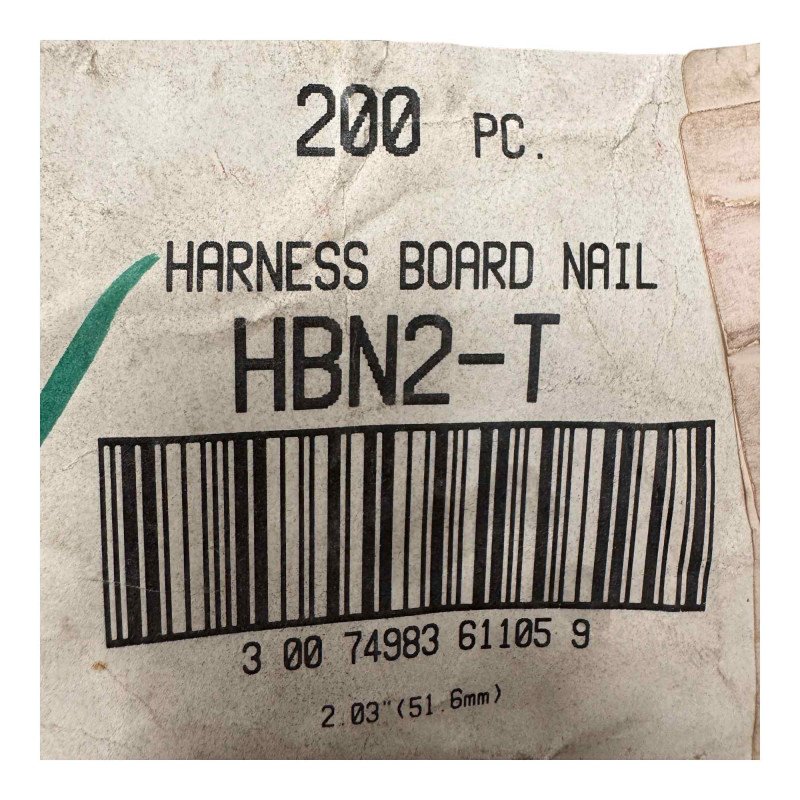 200 PC.
HARNESS BOARD NAIL
HBN2-T
3 00 74983 61105 9
2.03"(51.6mm)